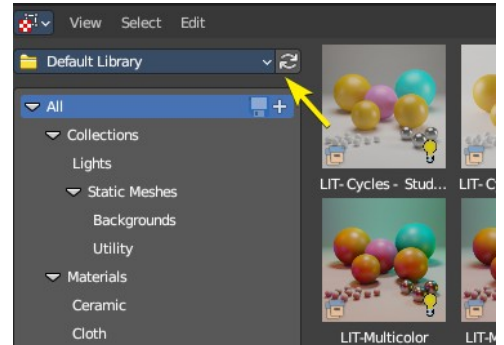 View Select Edit
Default Library
All
Collections
Lights
Static Meshes
Backgrounds
Utility
Materials
Ceramic
Cloth
LIT- Cycles - Stud... LIT- C
LIT-Multicolor LIT-M